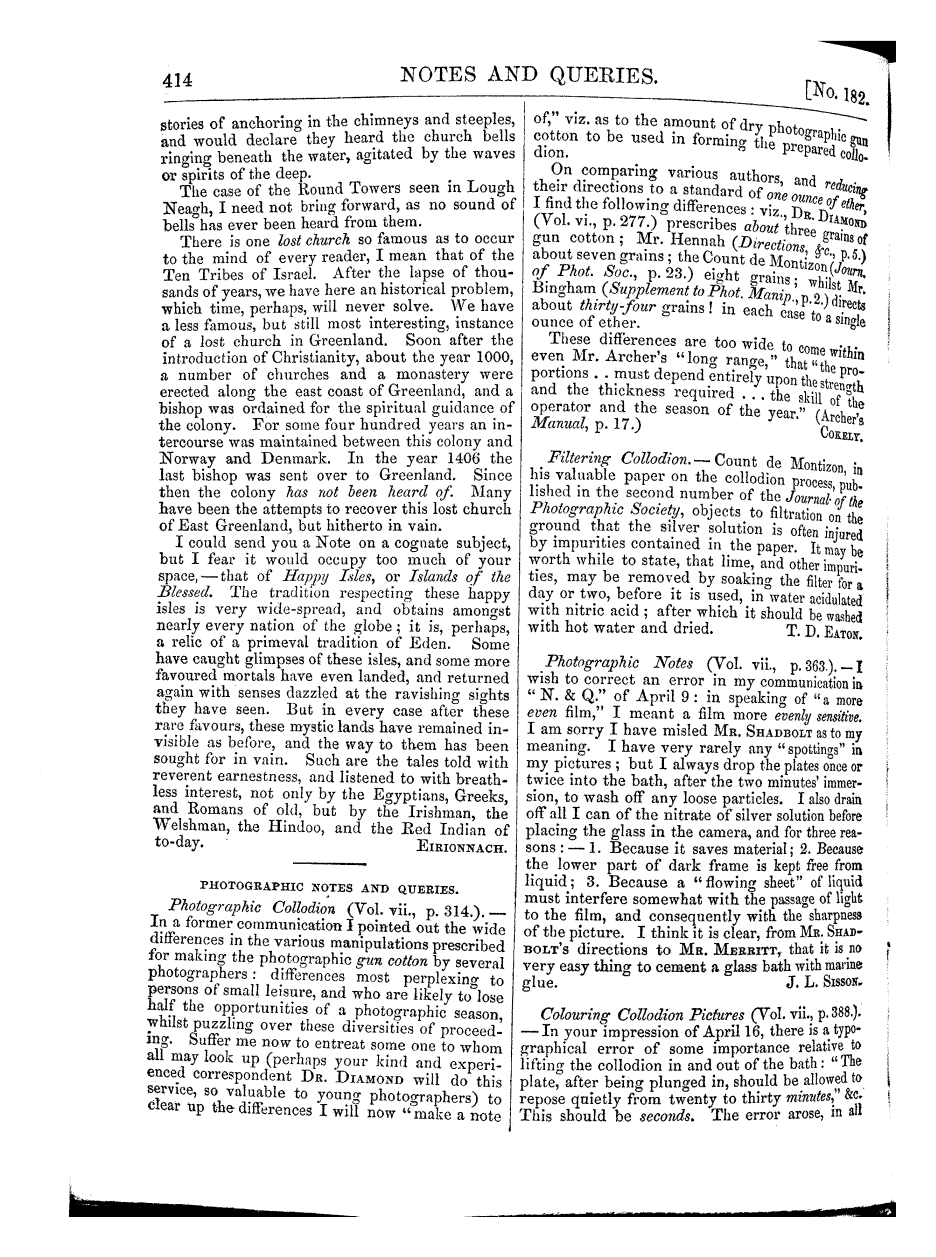 414
NOTES AND QUERIES.
[No. 182.
stories of anchoring in the chimneys and steeples,
and would declare they heard the church bells
ringing beneath the water, agitated by the waves
or spirits of the deep.
The case of the Round Towers seen in Lough
Neagh, I need not bring forward, as no sound of
bells has ever been heard from them.
There is one lost church so famous as to occur
to the mind of every reader, I mean that of the
Ten Tribes of Israel. After the lapse of thou-
sands of years, we have here an historical problem,
which time, perhaps, will never solve. We have
a less famous, but still most interesting, instance
of a lost church in Greenland. Soon after the
introduction of Christianity, about the year 1000,
a number of churches and a monastery were
erected along the east coast of Greenland, and a
bishop was ordained for the spiritual guidance of
the colony. For some four hundred years an in-
tercourse was maintained between this colony and
Norway and Denmark. In the year 1406 the
last bishop was sent over to Greenland. Since
then the colony has not been heard of. Many
have been the attempts to recover this lost church
of East Greenland, but hitherto in vain.
I could send you a Note on a cognate subject,
but I fear it would occupy too much of your
space,—that of Happy Isles, or Islands of the
Blessed. The tradition respecting these happy
isles is very wide-spread, and obtains amongst
nearly every nation of the globe; it is, perhaps,
a relic of a primeval tradition of Eden. Some
have caught glimpses of these isles, and some more
favoured mortals have even landed, and returned
again with senses dazzled at the ravishing sights
they have seen. But in every case after these
rare favours, these mystic lands have remained in-
visible as before, and the way to them has been
sought for in vain. Such are the tales told with
reverent earnestness, and listened to with breath-
less interest, not only by the Egyptians, Greeks,
and Romans of old, but by the Irishman, the
Welshman, the Hindoo, and the Red Indian of
to-day. EIRIONNACH.
PHOTOGRAPHIC NOTES AND QUERIES.
Photographic Collodion (Vol. vii., p. 314.).—
In a former communication I pointed out the wide
differences in the various manipulations prescribed
for making the photographic gun cotton by several
photographers: differences most perplexing to
persons of small leisure, and who are likely to lose
half the opportunities of a photographic season,
whilst puzzling over these diversities of proceed-
ing. Suffer me now to entreat some one to whom
all may look up (perhaps your kind and experi-
enced correspondent DR. DIAMOND will do this
service, so valuable to young photographers) to
clear up the differences I will now "make a note
of," viz. as to the amount of dry photographic gun
cotton to be used in forming the prepared collo-
dion.
On comparing various authors, and reducing
their directions to a standard of one ounce of ether,
I find the following differences: viz., DR. DIAMOND
(Vol. vi., p. 277.) prescribes about three grains of
gun cotton; Mr. Hennah (Directions, &c., p. 5.)
about seven grains; the Count de Montizon (Journ.
of Phot. Soc., p. 23.) eight grains; whilst Mr.
Bingham (Supplement to Phot. Manip., p. 2.) directs
about thirty-four grains! in each case to a single
ounce of ether.
These differences are too wide to come within
even Mr. Archer's "long range," that "the pro-
portions . . must depend entirely upon the strength
and the thickness required . . . the skill of the
operator and the season of the year." (Archer's
Manual, p. 17.)
COKELY.
Filtering Collodion.—Count de Montizon, in
his valuable paper on the collodion process, pub-
lished in the second number of the Journal of the
Photographic Society, objects to filtration on the
ground that the silver solution is often injured
by impurities contained in the paper. It may be
worth while to state, that lime, and other impuri-
ties, may be removed by soaking the filter for a
day or two, before it is used, in water acidulated
with nitric acid; after which it should be washed
with hot water and dried. T. D. EATON.
Photographic Notes (Vol. vii., p. 363.).—I
wish to correct an error in my communication in
"N. & Q." of April 9: in speaking of "a more
even film," I meant a film more evenly sensitive.
I am sorry I have misled MR. SHADBOLT as to my
meaning. I have very rarely any "spottings" in
my pictures; but I always drop the plates once or
twice into the bath, after the two minutes' immer-
sion, to wash off any loose particles. I also drain
off all I can of the nitrate of silver solution before
placing the glass in the camera, and for three rea-
sons:—1. Because it saves material; 2. Because
the lower part of dark frame is kept free from
liquid; 3. Because a "flowing sheet" of liquid
must interfere somewhat with the passage of light
to the film, and consequently with the sharpness
of the picture. I think it is clear, from MR. SHAD-
BOLT'S directions to MR. MERRITT, that it is no
very easy thing to cement a glass bath with marine
glue. J. L. SISSON.
Colouring Collodion Pictures (Vol. vii., p. 388.).
—In your impression of April 16, there is a typo-
graphical error of some importance relative to
lifting the collodion in and out of the bath: "The
plate, after being plunged in, should be allowed to
repose quietly from twenty to thirty minutes," &c.
This should be seconds. The error arose, in all